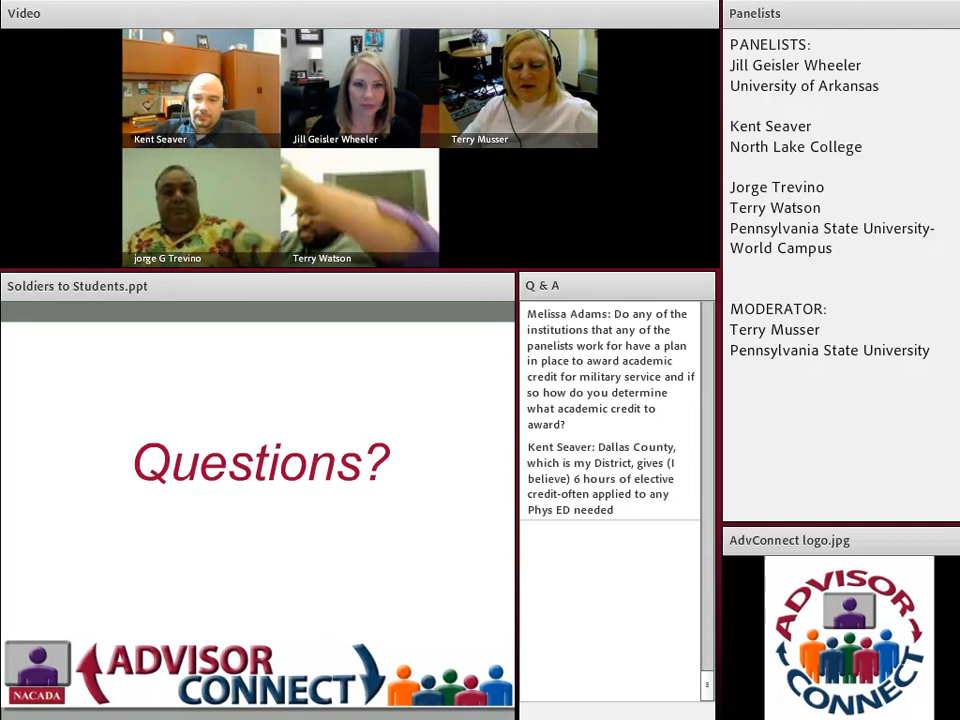 Video
Kent Seaver
Jill Geisler Wheeler
Terry Musser
jorge G Trevino
Terry Watson
Soldiers to Students.ppt
Questions?
NACADA
ADVISOR
CONNECT
Q & A
Melissa Adams: Do any of the
institutions that any of the
panelists work for have a plan
in place to award academic
credit for military service and if
so how do you determine
what academic credit to
award?
Kent Seaver: Dallas County,
which is my District, gives (I
believe) 6 hours of elective
credit-often applied to any
Phys ED needed
Panelists
PANELISTS:
Jill Geisler Wheeler
University of Arkansas
Kent Seaver
North Lake College
Jorge Trevino
Terry Watson
Pennsylvania State University-
World Campus
MODERATOR:
Terry Musser
Pennsylvania State University
AdvConnect logo.jpg
ADVISOR
CONNECT